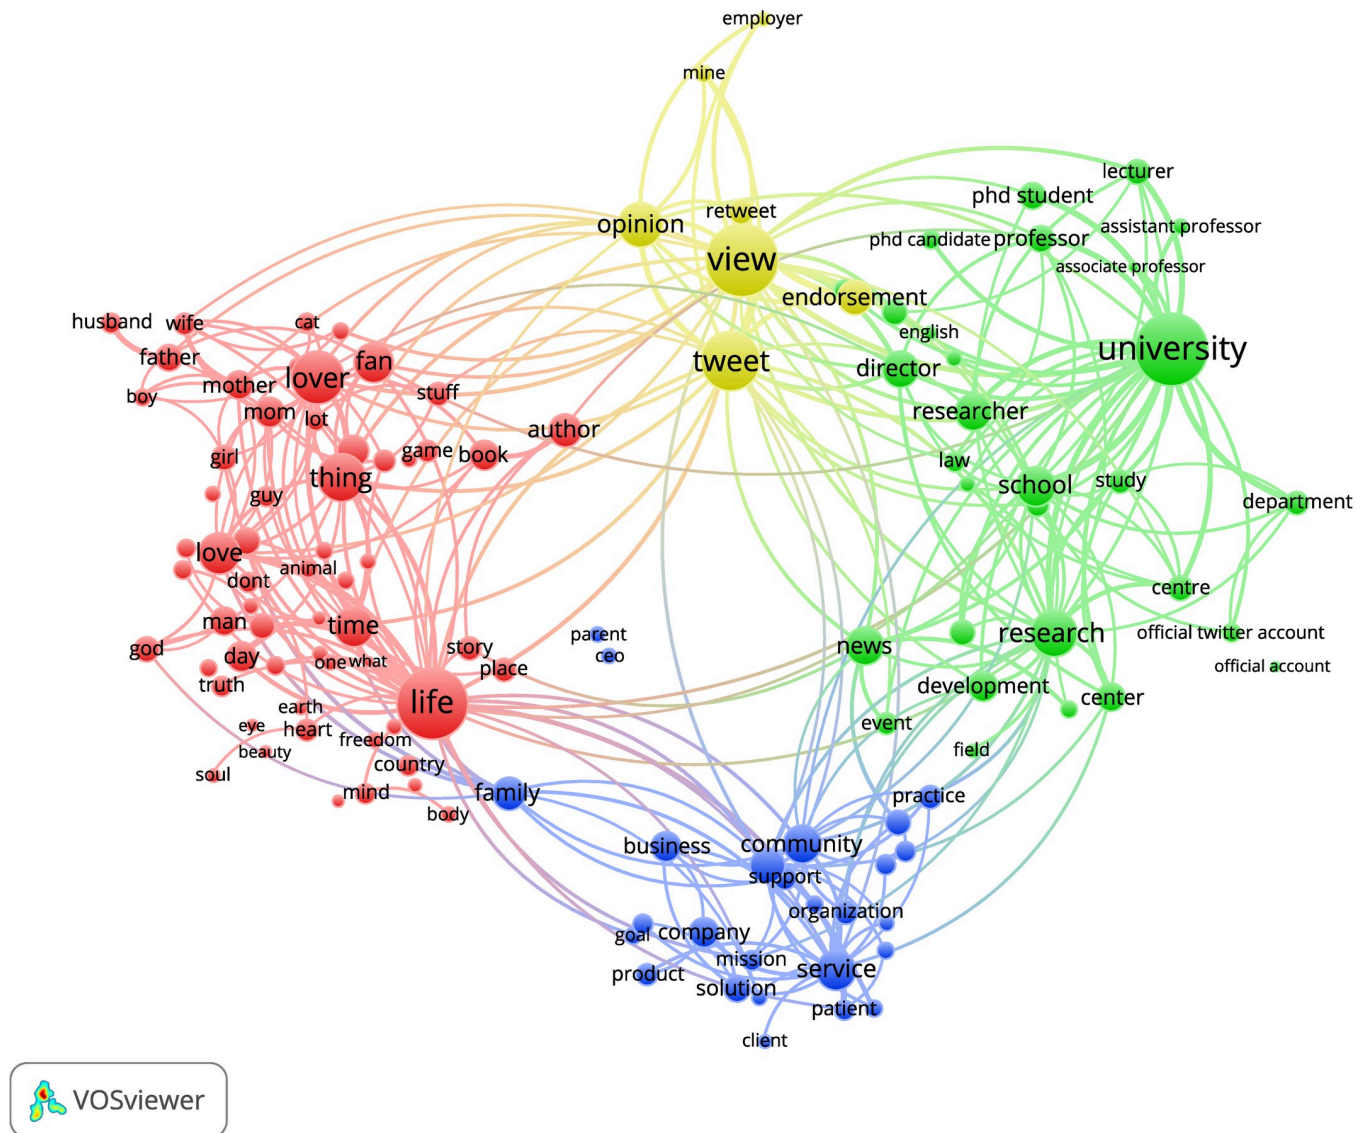 employer
mine
retweet
opinion
view
endorsement
tweet
lecturer
phd student
assistant professor
phd candidate
professor
associate professor
english
university
director
researcher
law
school
study
department
centre
research
official twitter account
official account
news
development
center
event
field
husband
wife
cat
father
lover
fan
mother
boy
mom
lot
stuff
author
girl
thing
game
book
guy
love
dont
animal
man
time
god
day
one
what
story
place
truth
life
earth
eye
heart
freedom
beauty
soul
country
mind
body
parent
ceo
family
practice
business
community
support
organization
goal
company
mission
product
solution
service
patient
client
VOSviewer